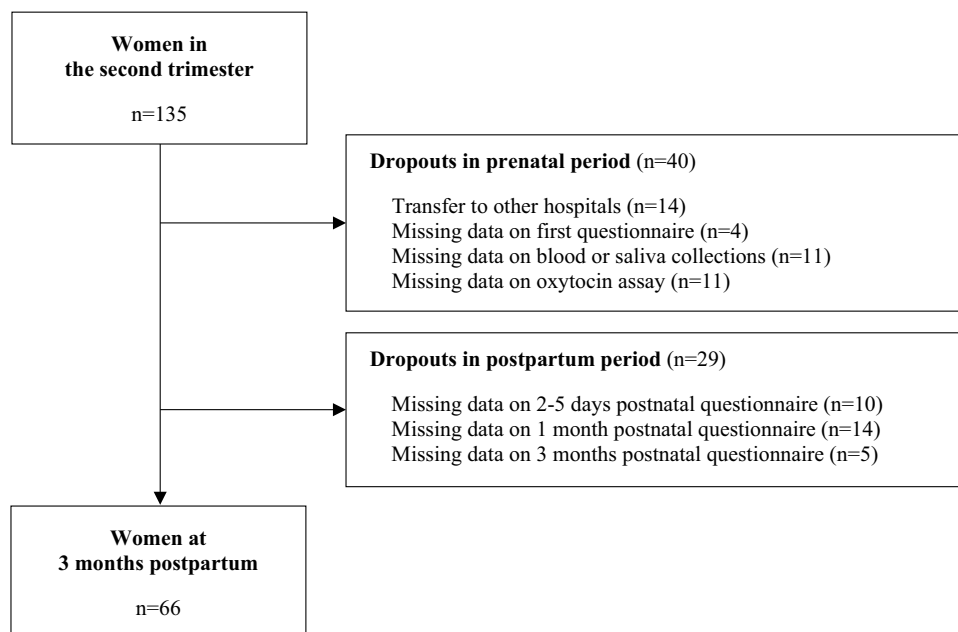 Women in
the second trimester
n=135
Dropouts in prenatal period (n=40)
Transfer to other hospitals (n=14)
Missing data on first questionnaire (n=4)
Missing data on blood or saliva collections (n=11)
Missing data on oxytocin assay (n=11)
Dropouts in postpartum period (n=29)
Missing data on 2-5 days postnatal questionnaire (n=10)
Missing data on 1 month postnatal questionnaire (n=14)
Missing data on 3 months postnatal questionnaire (n=5)
Women at
3 months postpartum
n=66